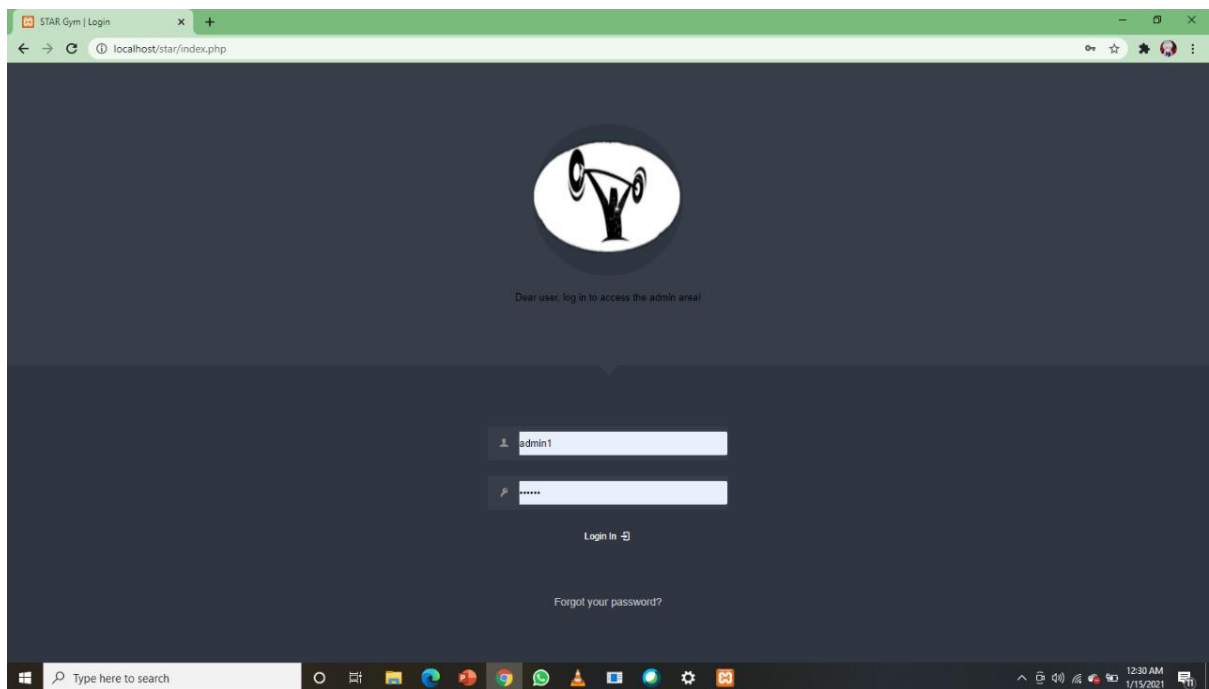 STAR Gym | Login
localhost/star/index.php
Dear user, log in to access the admin area!
admin1
••••••
Login In
Forgot your password?
Type here to search
12:30 AM
1/15/2021